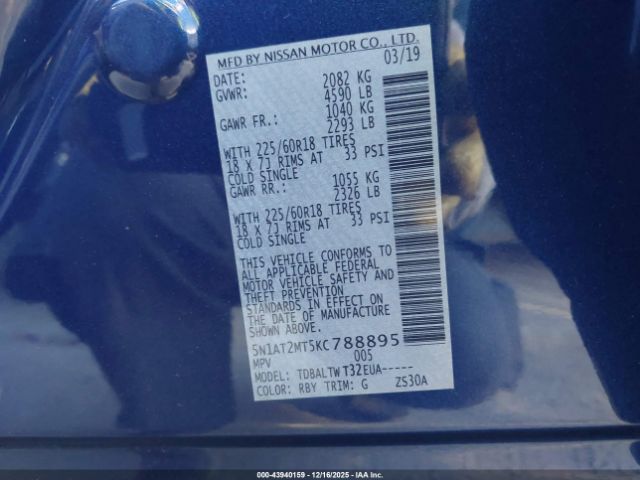 MFD BY NISSAN MOTOR CO., LTD.
DATE: 03/19
GVWR: 2082 KG
4590 LB
GAWR FR.: 1040 KG
2293 LB
WITH 225/60R18 TIRES
18 X 7J RIMS AT 33 PSI
COLD SINGLE
GAWR RR.: 1055 KG
2326 LB
WITH 225/60R18 TIRES
18 X 7J RIMS AT 33 PSI
COLD SINGLE
THIS VEHICLE CONFORMS TO
ALL APPLICABLE FEDERAL
MOTOR VEHICLE SAFETY AND
THEFT PREVENTION
STANDARDS IN EFFECT ON
THE DATE OF MANUFACTURE
SHOWN ABOVE.
5N1AT2MT5KC788895
MPV 005
MODEL: TDBALTWT32EUA-----
COLOR: RBY TRIM: G ZS30A
000-43940159 - 12/16/2025 - IAAI.com